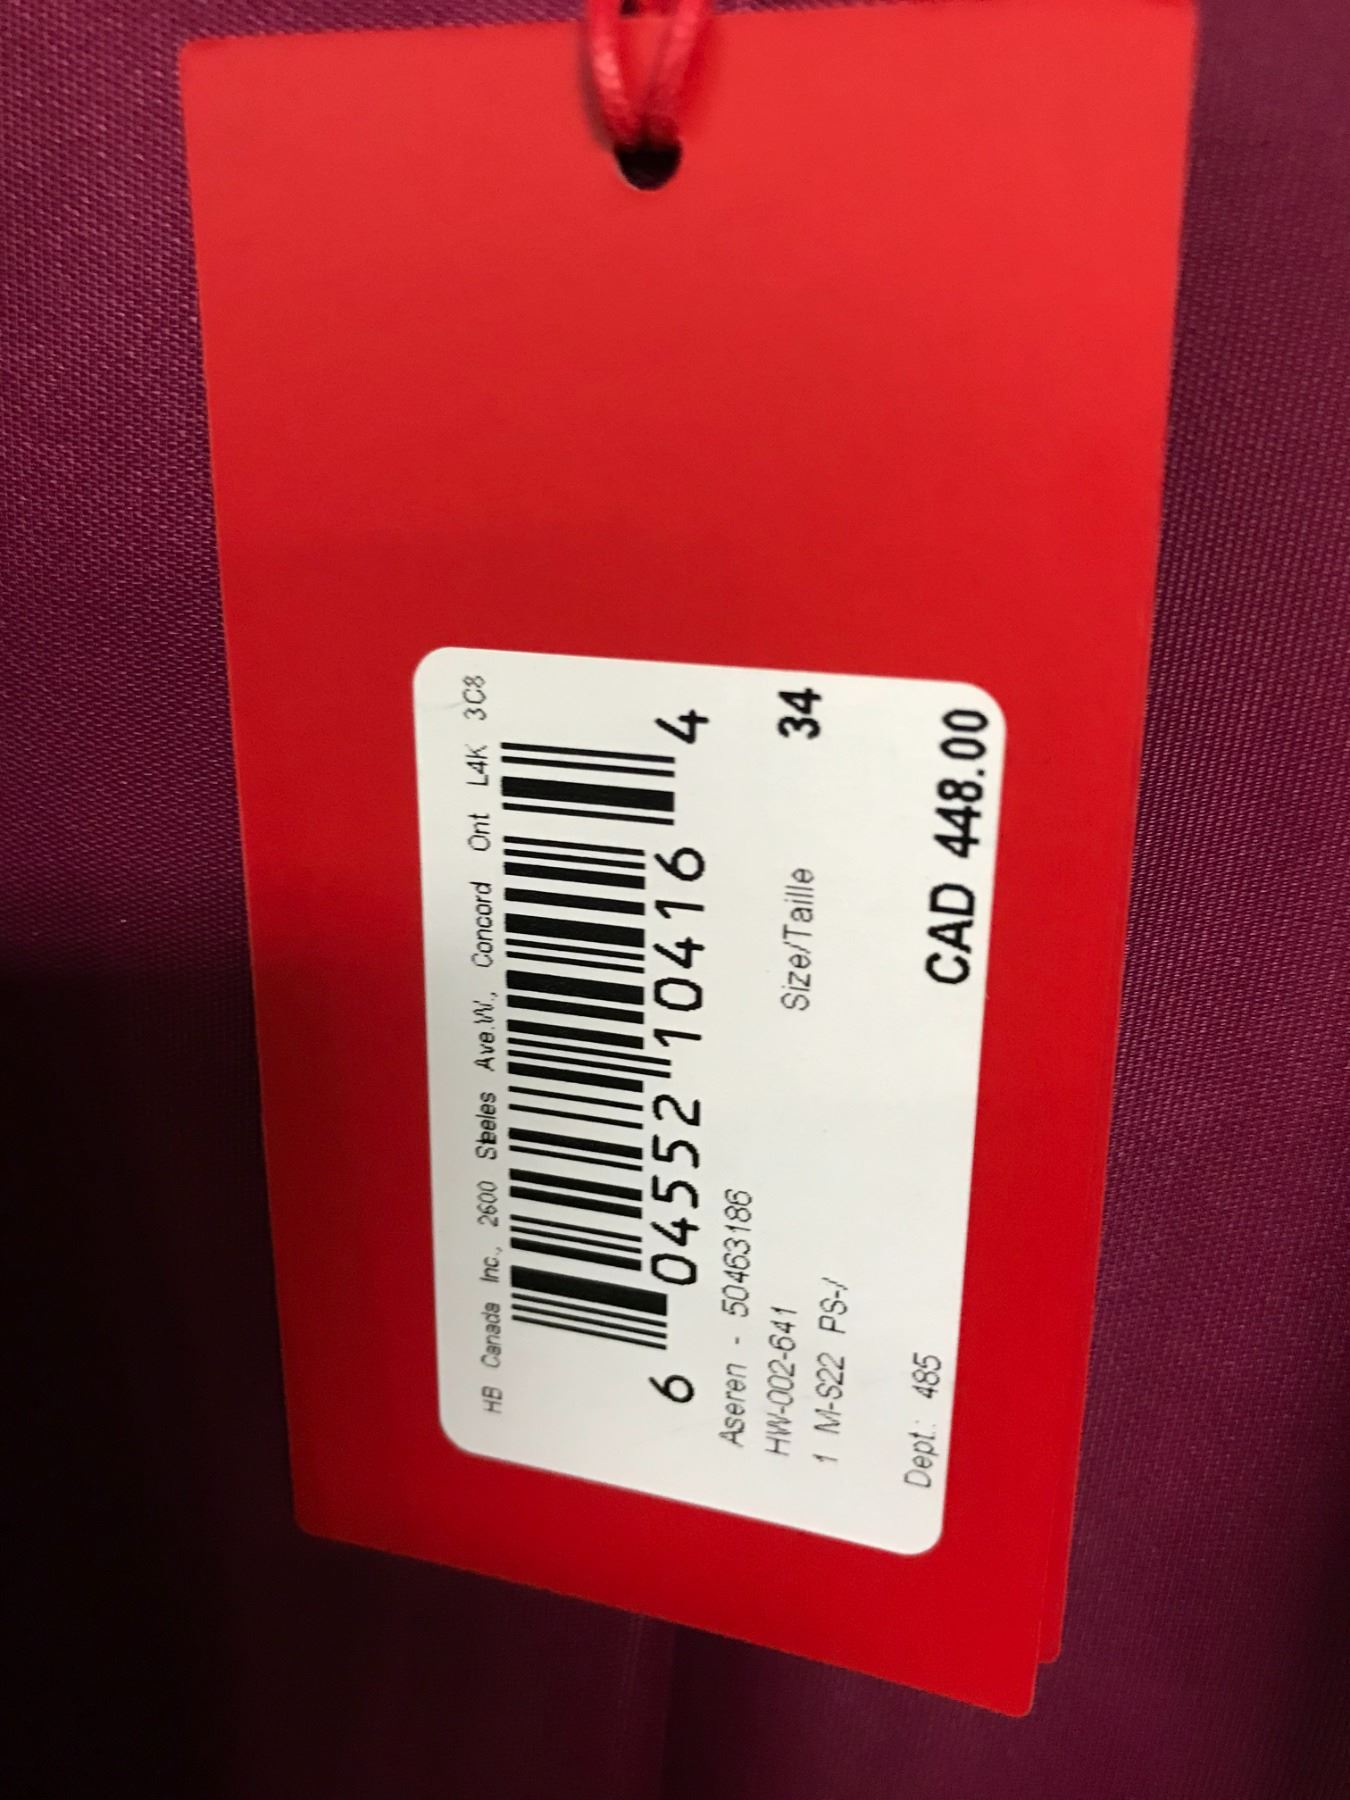 HB Canada Inc., 2600 Steeles Ave.W., Concord Ont L4K 3C8
6 04552 10416 4
Aseren - 50463186
HW-002-641 Size/Taille 34
1 M-S22 PS-/
Dept.: 485 CAD 448.00